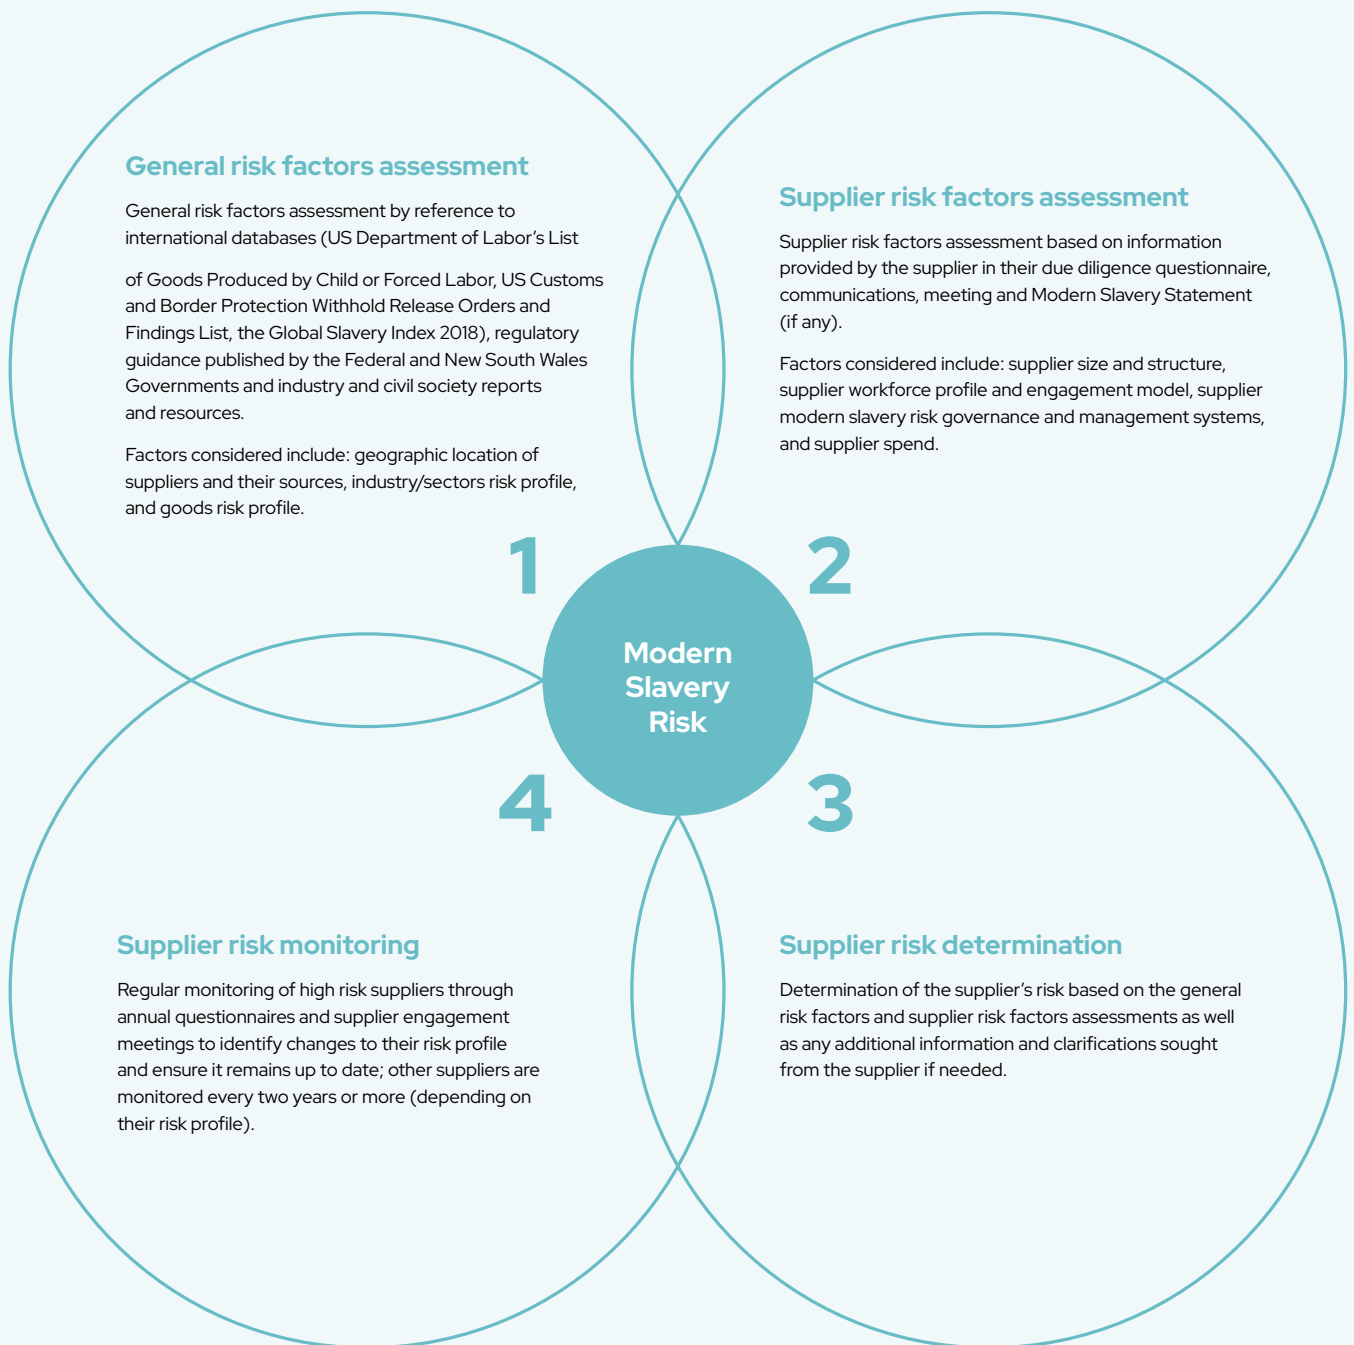 General risk factors assessment
General risk factors assessment by reference to
international databases (US Department of Labor’s List
of Goods Produced by Child or Forced Labor, US Customs
and Border Protection Withhold Release Orders and
Findings List, the Global Slavery Index 2018), regulatory
guidance published by the Federal and New South Wales
Governments and industry and civil society reports
and resources.
Factors considered include: geographic location of
suppliers and their sources, industry/sectors risk profile,
and goods risk profile.
1
Supplier risk factors assessment
Supplier risk factors assessment based on information
provided by the supplier in their due diligence questionnaire,
communications, meeting and Modern Slavery Statement
(if any).
Factors considered include: supplier size and structure,
supplier workforce profile and engagement model, supplier
modern slavery risk governance and management systems,
and supplier spend.
2
Modern
Slavery
Risk
3
Supplier risk determination
Determination of the supplier’s risk based on the general
risk factors and supplier risk factors assessments as well
as any additional information and clarifications sought
from the supplier if needed.
4
Supplier risk monitoring
Regular monitoring of high risk suppliers through
annual questionnaires and supplier engagement
meetings to identify changes to their risk profile
and ensure it remains up to date; other suppliers are
monitored every two years or more (depending on
their risk profile).